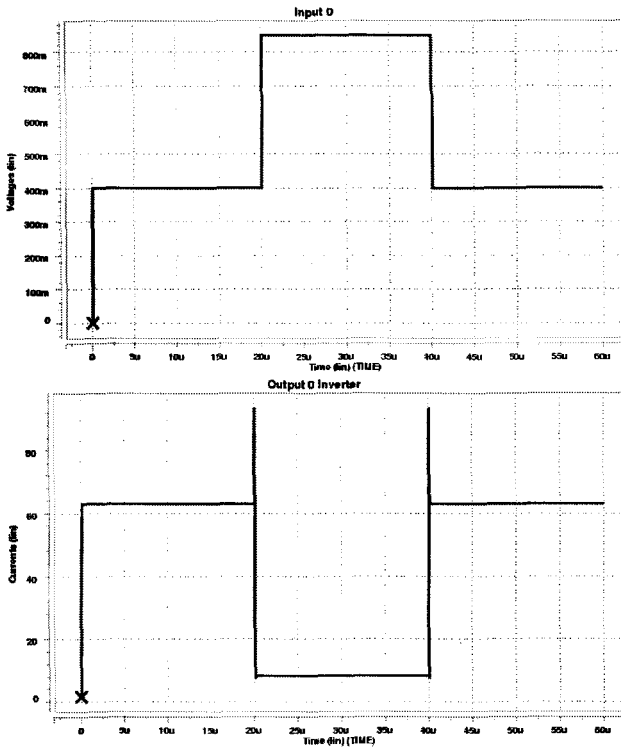 Input 0
800m
700m
600m
500m
400m
300m
200m
100m
0
Voltages (lin)
0 5u 10u 15u 20u 25u 30u 35u 40u 45u 50u 55u 60u
Time (lin) (TIME)
Output 0 Inverter
80
60
40
20
0
Currents (lin)
0 5u 10u 15u 20u 25u 30u 35u 40u 45u 50u 55u 60u
Time (lin) (TIME)